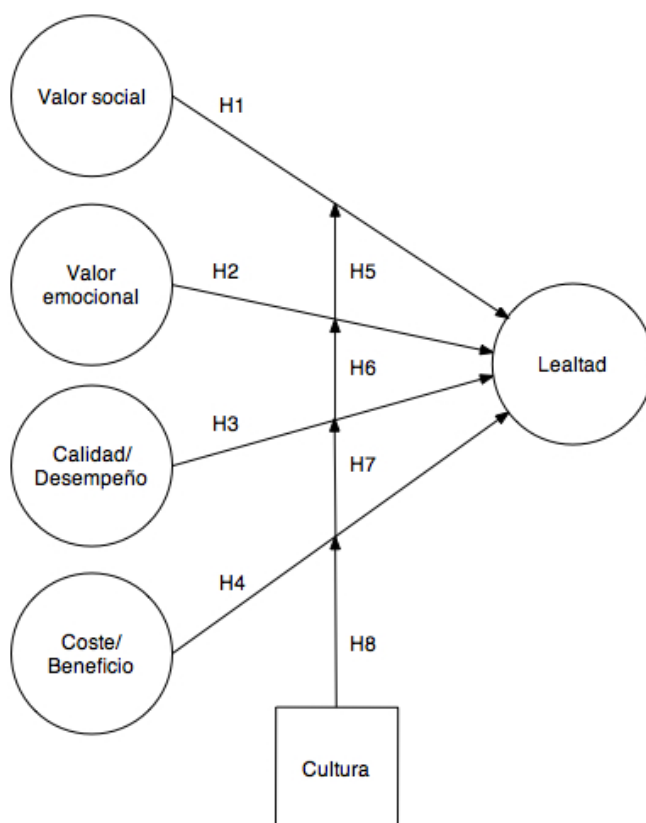 Valor social
H1
Valor
emocional
H2
H5
Lealtad
H6
Calidad/
Desempeño
H3
H7
Coste/
Beneficio
H4
H8
Cultura